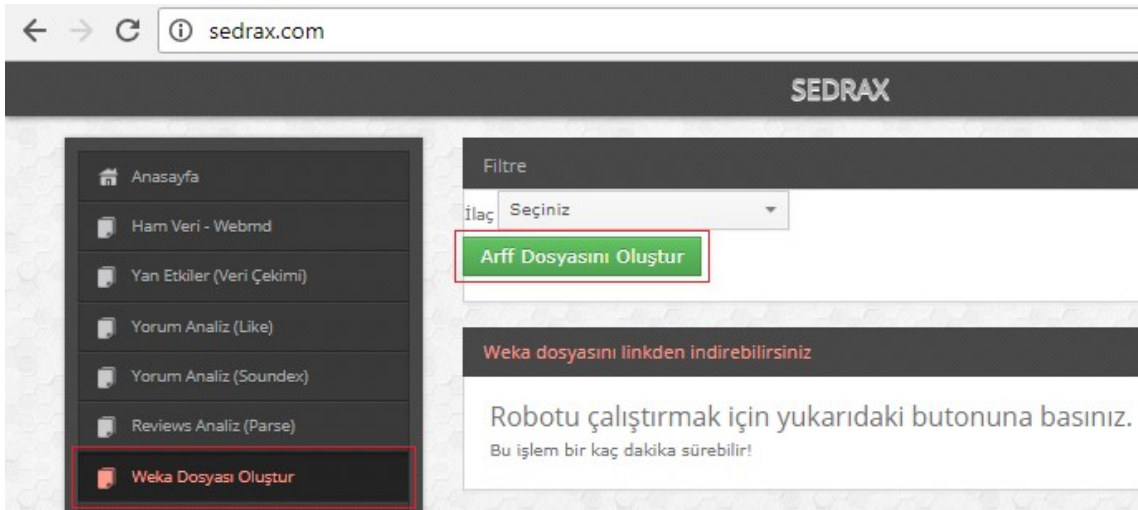 sedrax.com
SEDRAX
Anasayfa
Ham Veri - Webmd
Yan Etkiler (Veri Çekimi)
Yorum Analiz (Like)
Yorum Analiz (Soundex)
Reviews Analiz (Parse)
Weka Dosyası Oluştur
Filtre
İlaç Seçiniz
Arff Dosyasını Oluştur
Weka dosyasını linkden indirebilirsiniz
Robotu çalıştırmak için yukarıdaki butonuna basınız.
Bu işlem bir kaç dakika sürebilir!